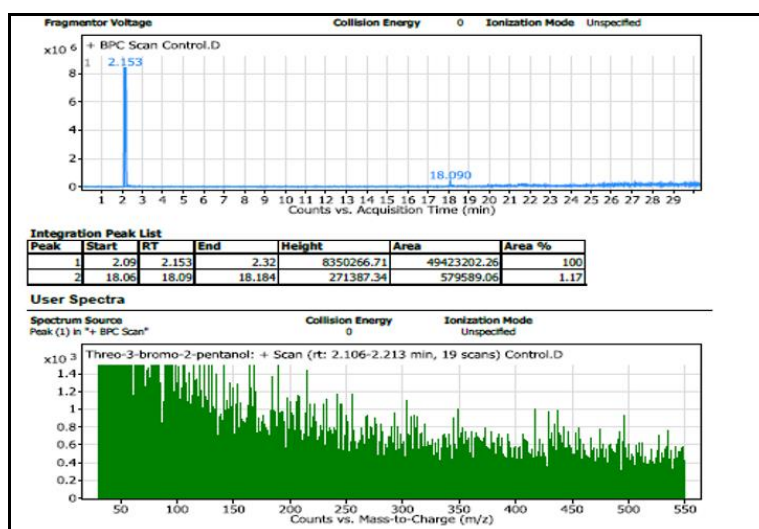 Fragmentor Voltage Collision Energy 0 Ionization Mode Unspecified
x10 6 + BPC Scan Control.D
1 2.153
8
6
4
2 18.090
0
1 2 3 4 5 6 7 8 9 10 11 12 13 14 15 16 17 18 19 20 21 22 23 24 25 26 27 28 29
Counts vs. Acquisition Time (min)
Integration Peak List
Peak Start RT End Height Area Area %
1 2.09 2.153 2.32 8350266.71 49423202.26 100
2 18.06 18.09 18.184 271387.34 579589.06 1.17
User Spectra
Spectrum Source Collision Energy Ionization Mode
Peak (1) in "+ BPC Scan" 0 Unspecified
x10 3 Threo-3-bromo-2-pentanol: + Scan (rt: 2.106-2.213 min, 19 scans) Control.D
1.4
1.2
1
0.8
0.6
0.4
0.2
0
50 100 150 200 250 300 350 400 450 500 550
Counts vs. Mass-to-Charge (m/z)